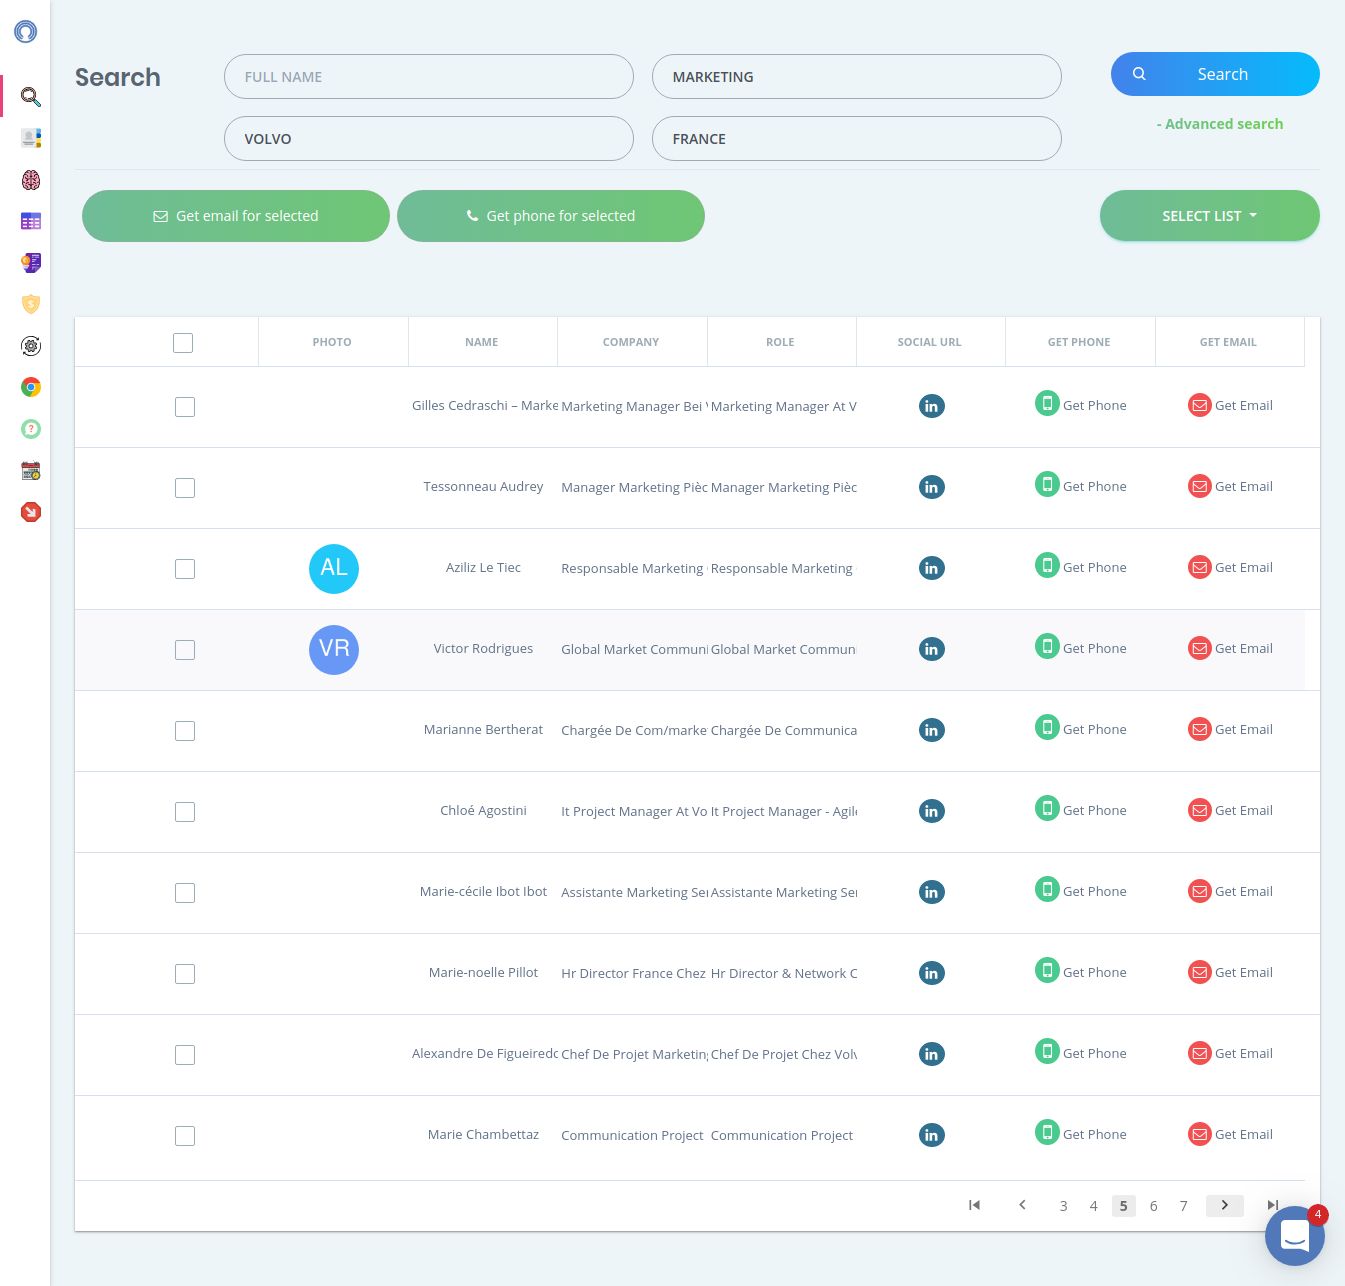 Search
FULL NAME
MARKETING
Search
VOLVO
FRANCE
- Advanced search
Get email for selected
Get phone for selected
SELECT LIST
PHOTO NAME COMPANY ROLE SOCIAL URL GET PHONE GET EMAIL
Gilles Cedraschi – Marke Marketing Manager Bei Marketing Manager At V in Get Phone Get Email
Tessonneau Audrey Manager Marketing Pièc Manager Marketing Pièc in Get Phone Get Email
AL Aziliz Le Tiec Responsable Marketing Responsable Marketing in Get Phone Get Email
VR Victor Rodrigues Global Market Communi Global Market Communi in Get Phone Get Email
Marianne Bertherat Chargée De Com/marke Chargée De Communica in Get Phone Get Email
Chloé Agostini It Project Manager At Vo It Project Manager - Agile in Get Phone Get Email
Marie-cécile Ibot Ibot Assistante Marketing Ser Assistante Marketing Ser in Get Phone Get Email
Marie-noelle Pillot Hr Director France Chez Hr Director & Network C in Get Phone Get Email
Alexandre De Figueiredo Chef De Projet Marketing Chef De Projet Chez Volv in Get Phone Get Email
Marie Chambettaz Communication Project Communication Project in Get Phone Get Email
3 4 5 6 7
4